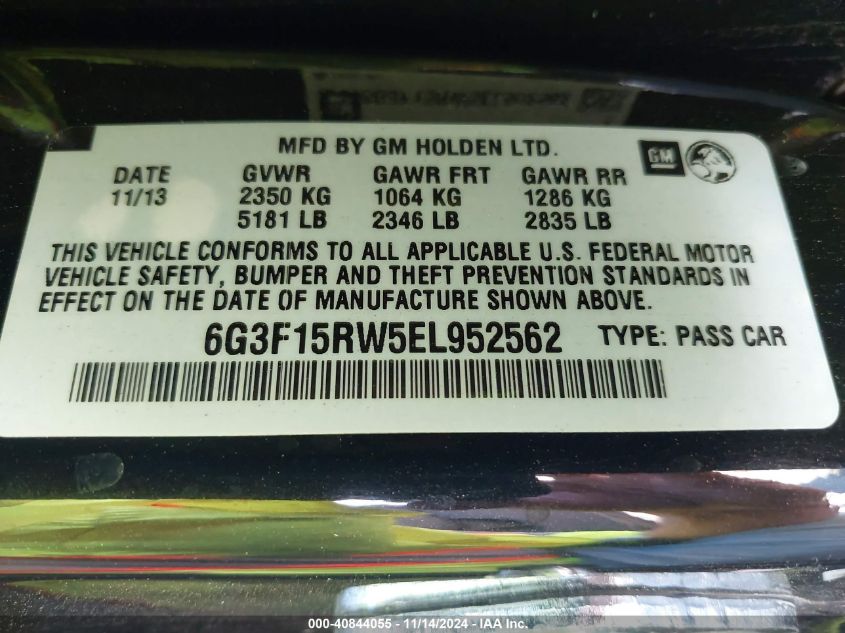 MFD BY GM HOLDEN LTD.
GM
DATE GVWR GAWR FRT GAWR RR
11/13 2350 KG 1064 KG 1286 KG
5181 LB 2346 LB 2835 LB
THIS VEHICLE CONFORMS TO ALL APPLICABLE U.S. FEDERAL MOTOR
VEHICLE SAFETY, BUMPER AND THEFT PREVENTION STANDARDS IN
EFFECT ON THE DATE OF MANUFACTURE SHOWN ABOVE.
6G3F15RW5EL952562 TYPE: PASS CAR
000-40844055 - 11/14/2024 - IAAI.COM